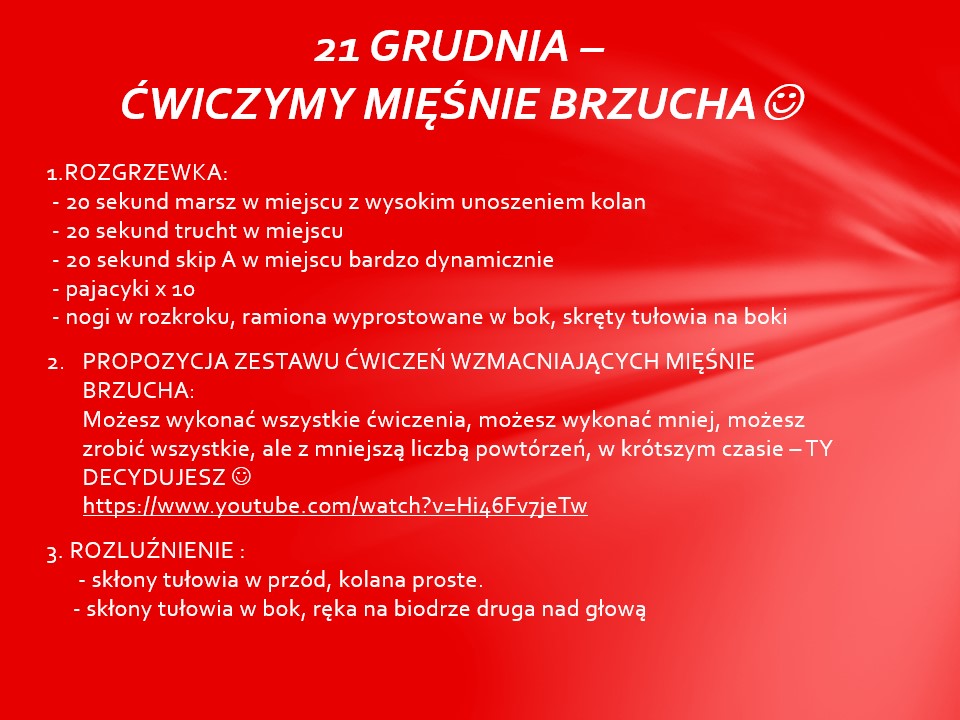 21 GRUDNIA –
ĆWICZYMY MIĘŚNIE BRZUCHA☺
1.ROZGRZEWKA:
- 20 sekund marsz w miejscu z wysokim unoszeniem kolan
- 20 sekund trucht w miejscu
- 20 sekund skip A w miejscu bardzo dynamicznie
- pajacyki x 10
- nogi w rozkroku, ramiona wyprostowane w bok, skręty tułowia na boki
2. PROPOZYCJA ZESTAWU ĆWICZEŃ WZMACNIAJĄCYCH MIĘŚNIE
BRZUCHA:
Możesz wykonać wszystkie ćwiczenia, możesz wykonać mniej, możesz
zrobić wszystkie, ale z mniejszą liczbą powtórzeń, w krótszym czasie – TY
DECYDUJESZ ☺
https://www.youtube.com/watch?v=Hi46Fv7jeTw
3. ROZLUŹNIENIE :
- skłony tułowia w przód, kolana proste.
- skłony tułowia w bok, ręka na biodrze druga nad głową